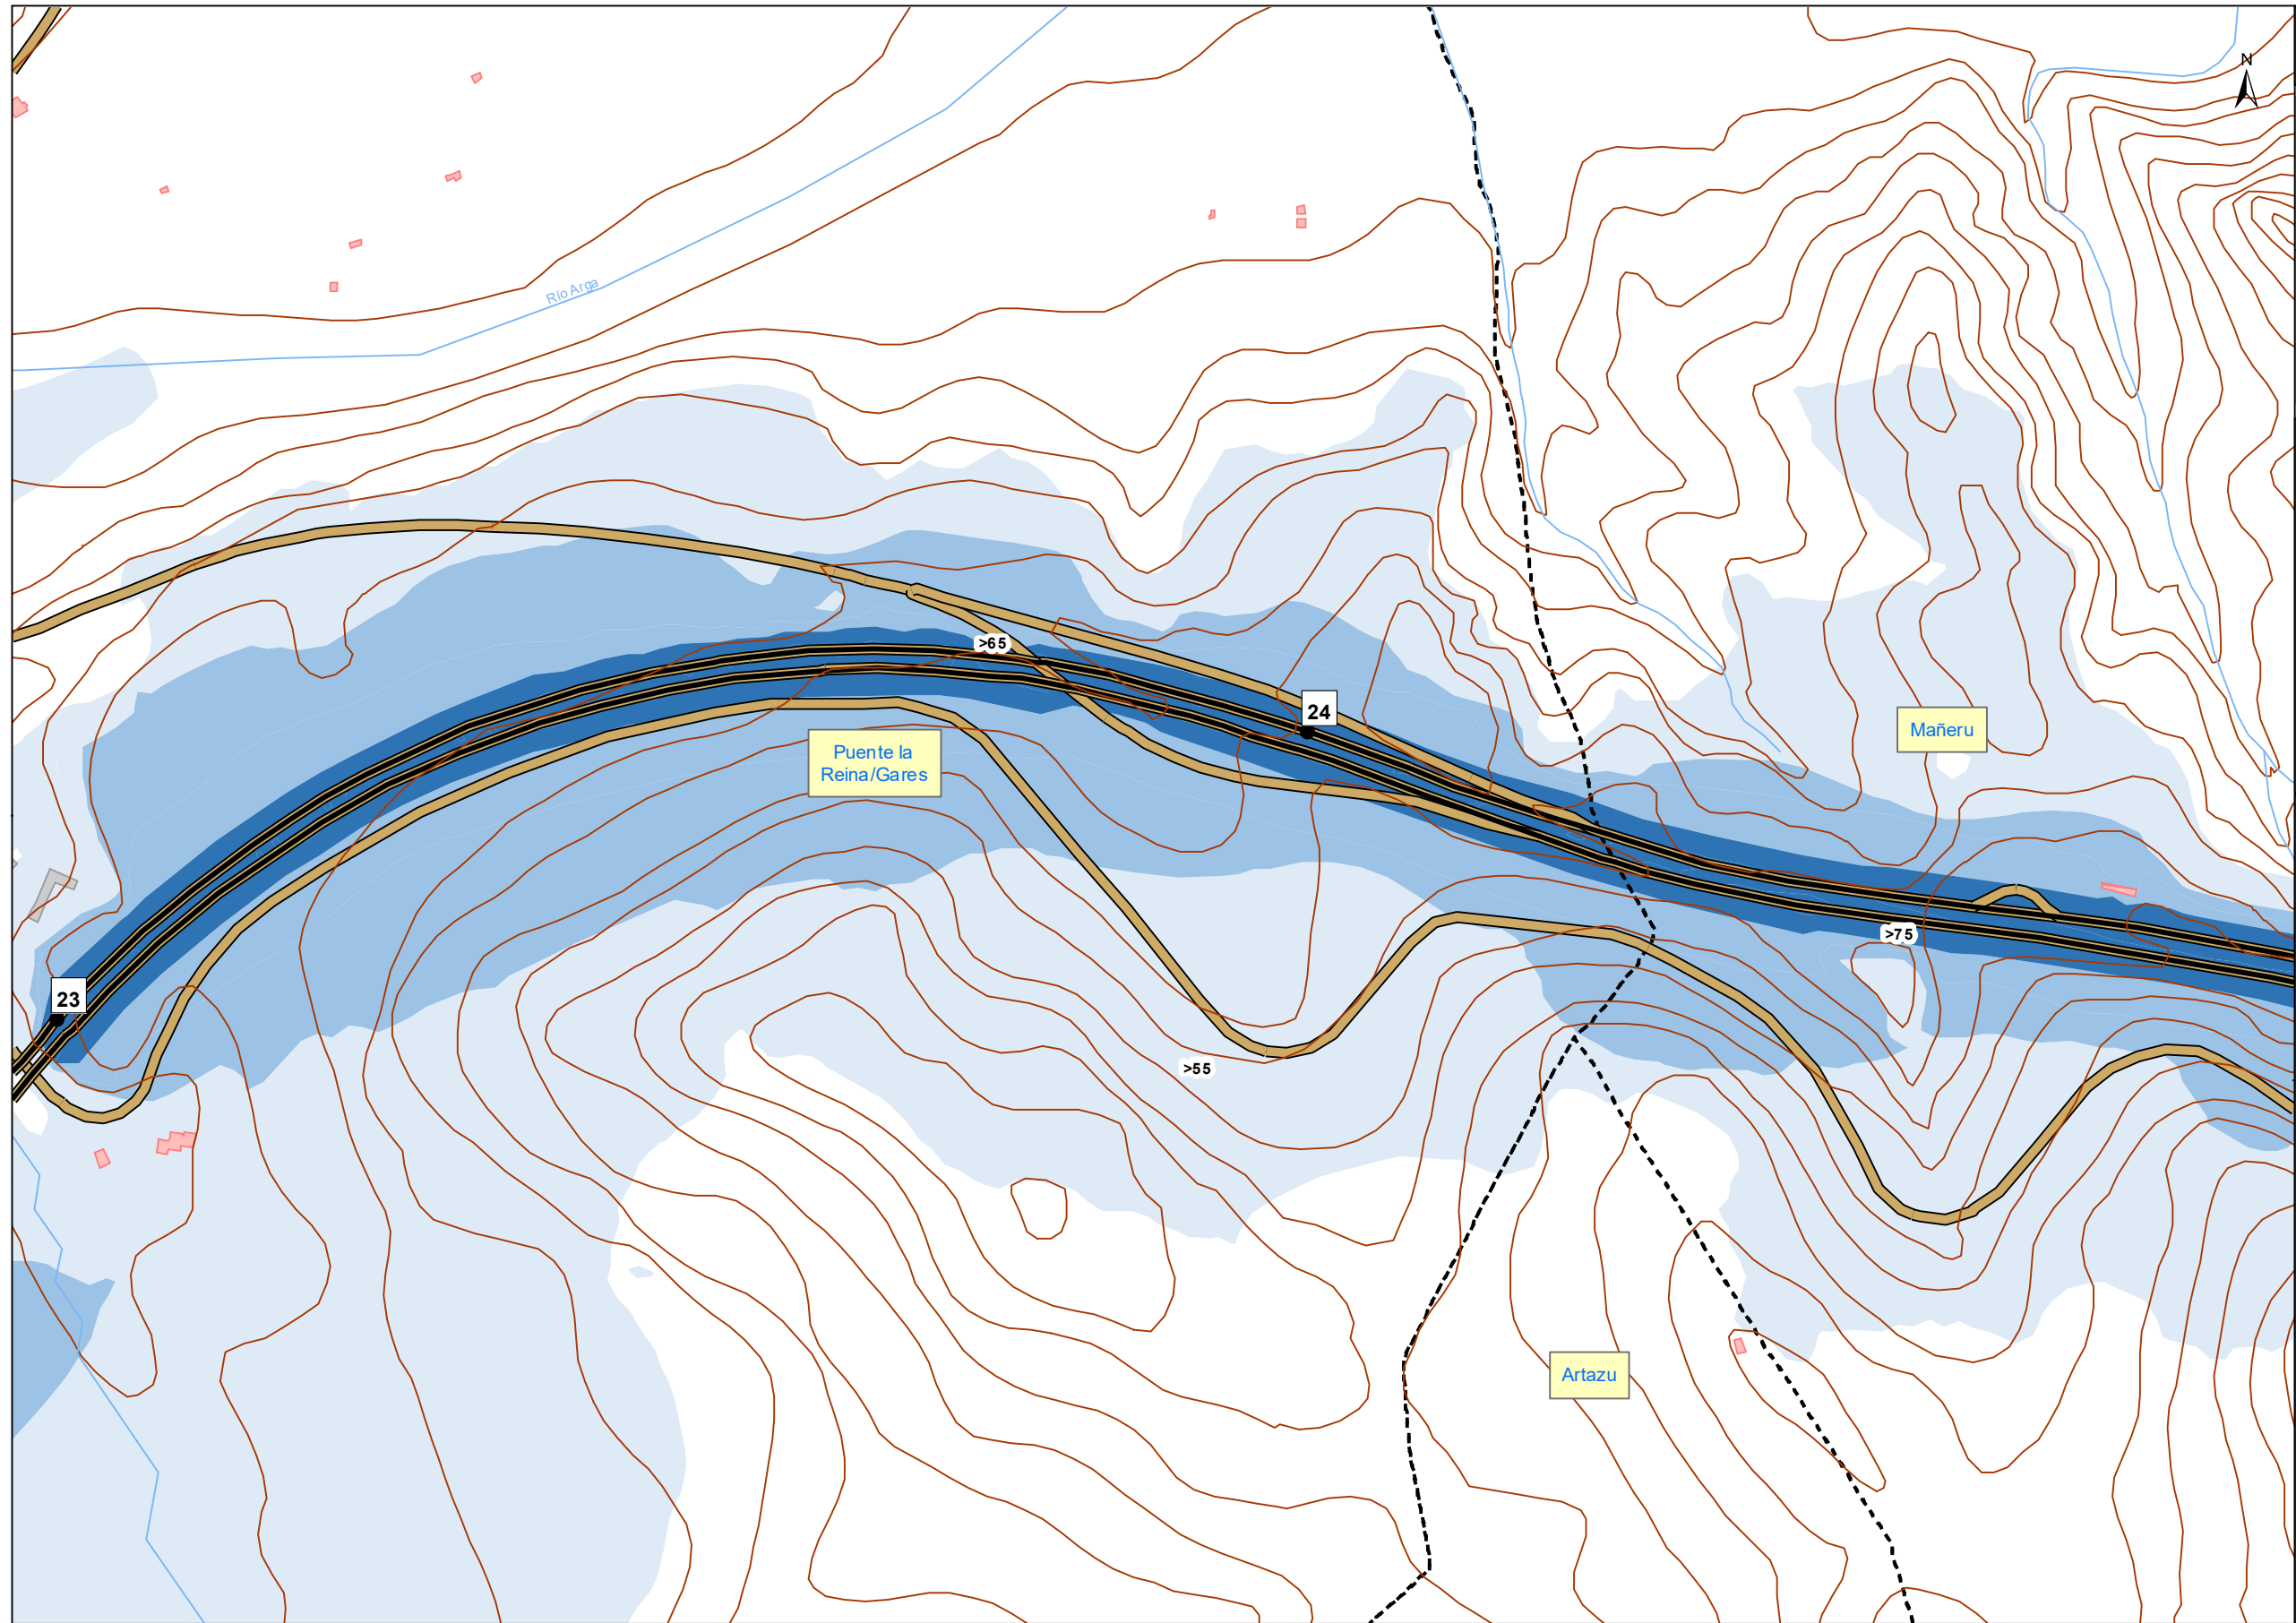 N
Río Arga
>65
24
Mañeru
Puente la
Reina/Gares
>75
23
>55
Artazu